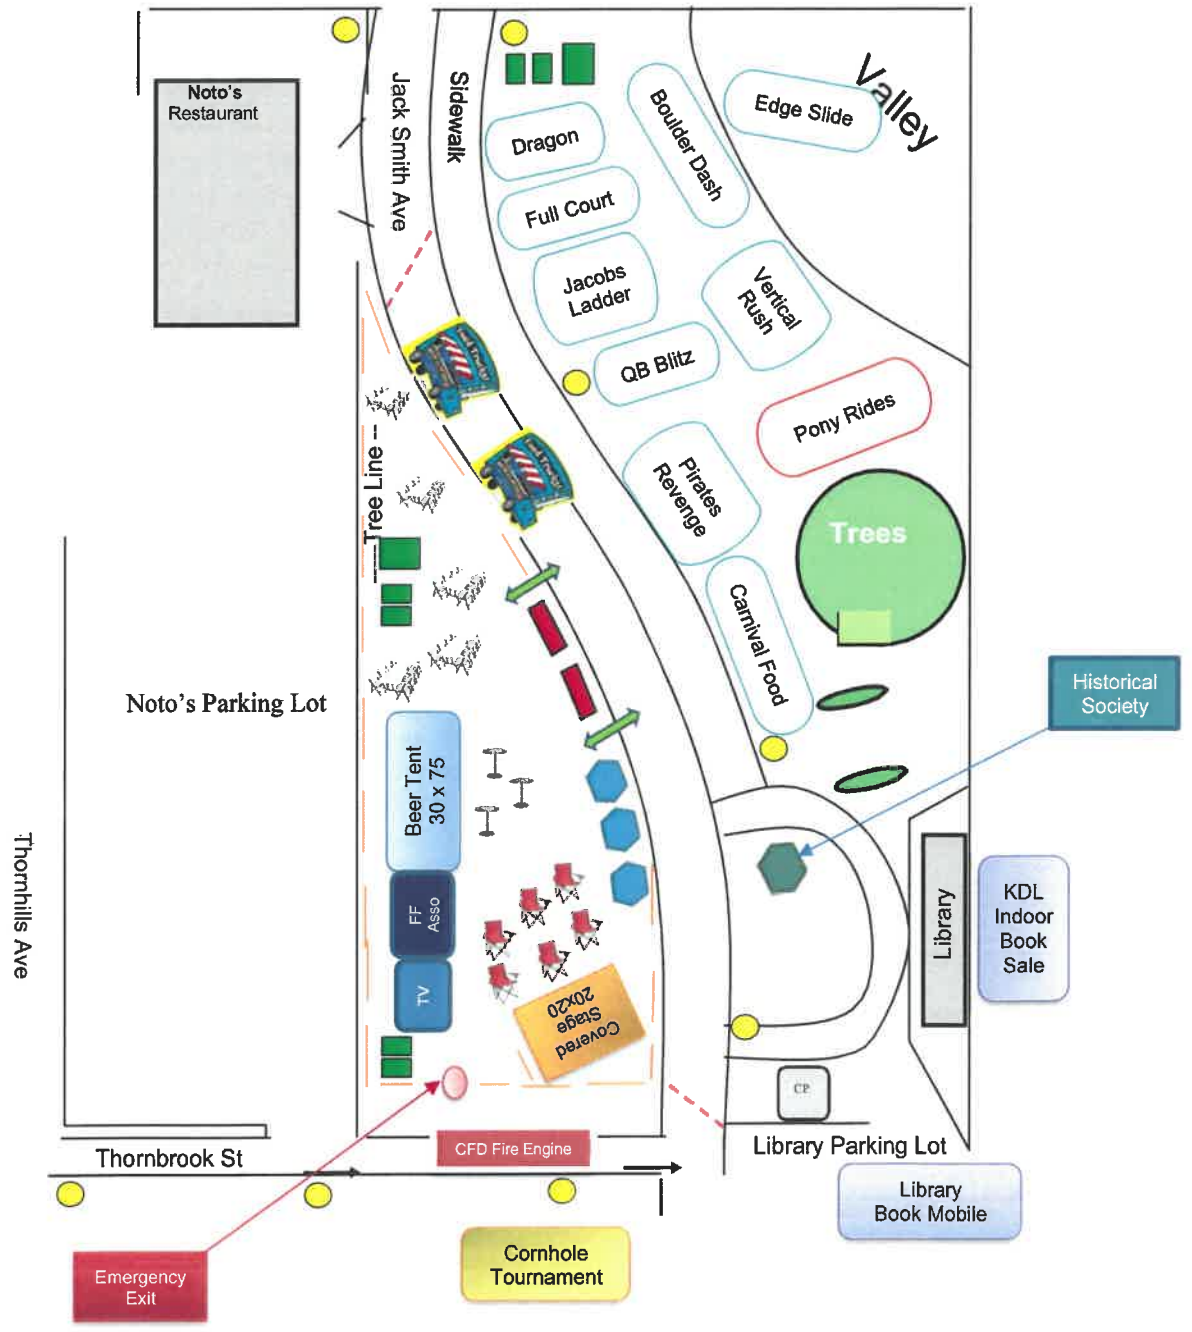 Noto's
Restaurant
Jack Smith Ave
Sidewalk
Valley
Edge Slide
Boulder Dash
Dragon
Full Court
Jacobs
Ladder
Vertical
Rush
QB Blitz
Pony Rides
Pirates
Revenge
Trees
Carnival Food
Tree Line --
Noto's Parking Lot
Historical
Society
Beer Tent
30 x 75
FF
Asso
TV
Covered
Stage
20x20
Library
KDL
Indoor
Book
Sale
Thornhills Ave
CP
CFD Fire Engine
Thornbrook St
Library Parking Lot
Library
Book Mobile
Cornhole
Tournament
Emergency
Exit